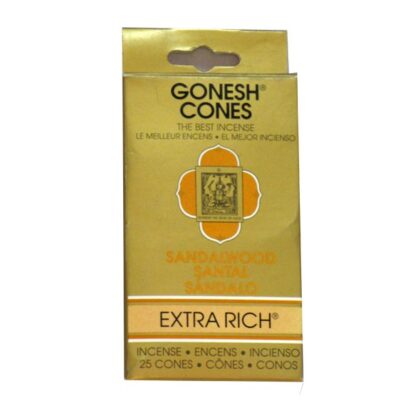 GONESH®
CONES
THE BEST INCENSE
LE MEILLEUR ENCENS • EL MEJOR INCIENSO
SANDALWOOD
SANTAL
SÁNDALO
EXTRA RICH®
INCENSE • ENCENS • INCIENSO
25 CONES • CÔNES • CONOS